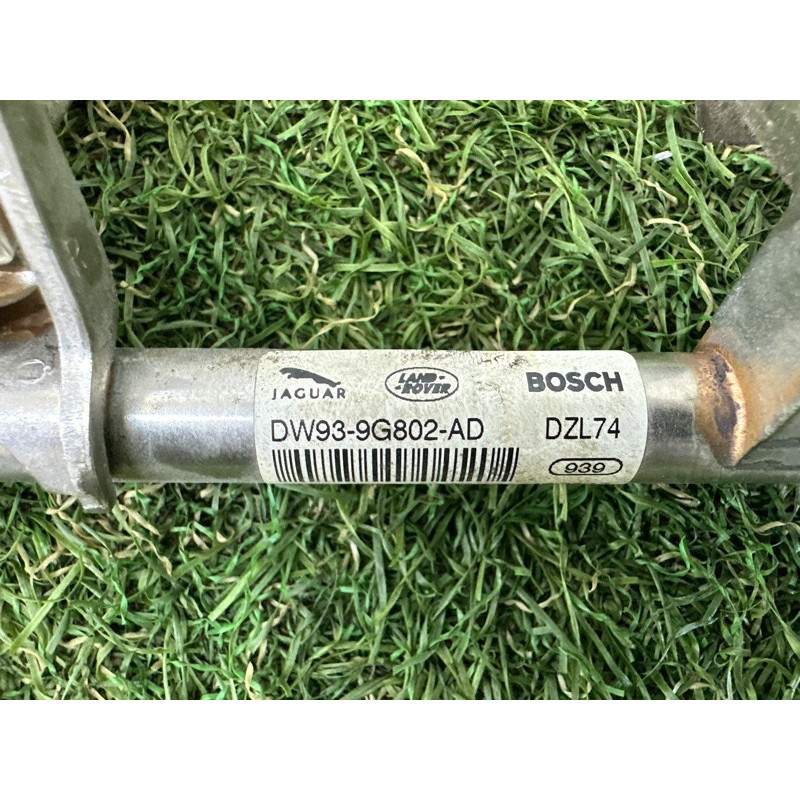 JAGUAR
LAND-
-ROVER
BOSCH
DW93-9G802-AD DZL74
939